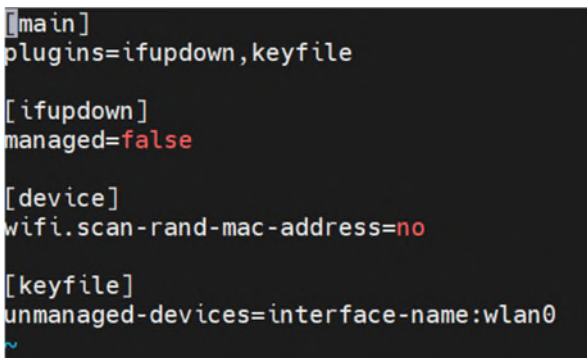 [main]
plugins=ifupdown,keyfile
[ifupdown]
managed=false
[device]
wifi.scan-rand-mac-address=no
[keyfile]
unmanaged-devices=interface-name:wlan0
~